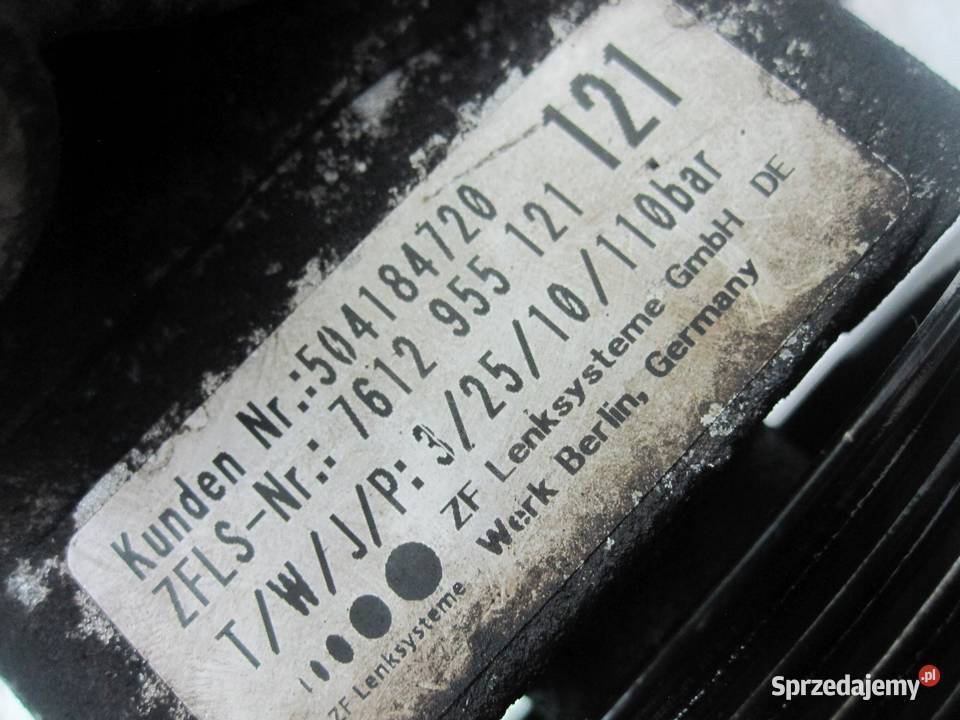 121.
Kunden Nr.:504184720
ZFLS-Nr.: 7612 955 121
T/W/J/P: 3/25/10/110bar
ZF Lenksysteme GmbH DE
Werk Berlin, Germany
ZF Lenksysteme
Sprzedajemy.pl